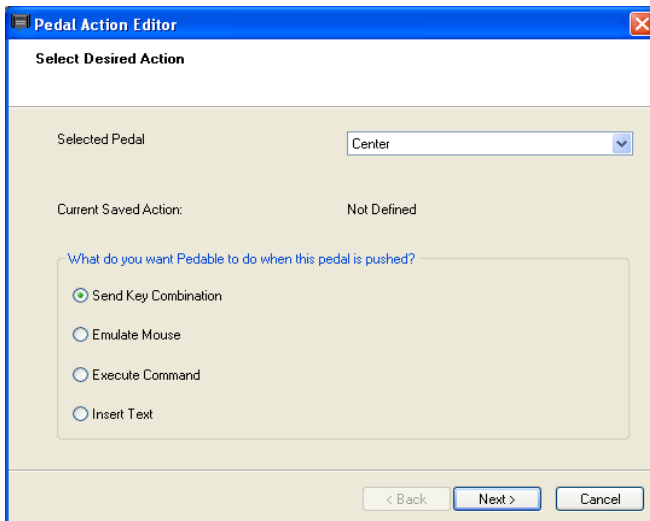 Pedal Action Editor
Select Desired Action
Selected Pedal
Center
Current Saved Action:
Not Defined
What do you want Pedable to do when this pedal is pushed?
Send Key Combination
Emulate Mouse
Execute Command
Insert Text
< Back
Next >
Cancel